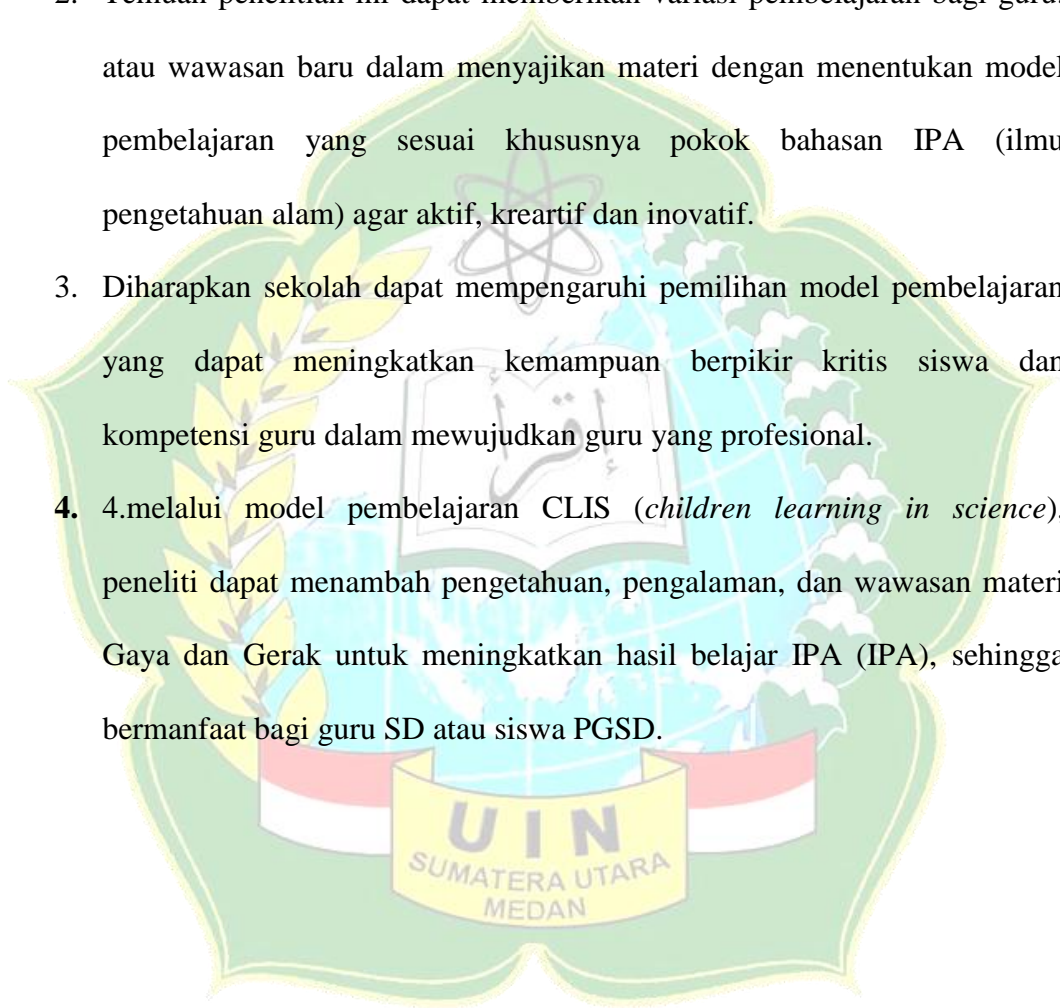 2. Temuan penelitian ini dapat memberikan variasi pembelajaran bagi guru.
atau wawasan baru dalam menyajikan materi dengan menentukan model
pembelajaran yang sesuai khususnya pokok bahasan IPA (ilmu
pengetahuan alam) agar aktif, kreartif dan inovatif.
3. Diharapkan sekolah dapat mempengaruhi pemilihan model pembelajaran
yang dapat meningkatkan kemampuan berpikir kritis siswa dan
kompetensi guru dalam mewujudkan guru yang profesional.
4. 4.melalui model pembelajaran CLIS (children learning in science).
peneliti dapat menambah pengetahuan, pengalaman, dan wawasan materi
Gaya dan Gerak untuk meningkatkan hasil belajar IPA (IPA), sehingga
bermanfaat bagi guru SD atau siswa PGSD.
إقرأ
UIN
SUMATERA UTARA
MEDAN